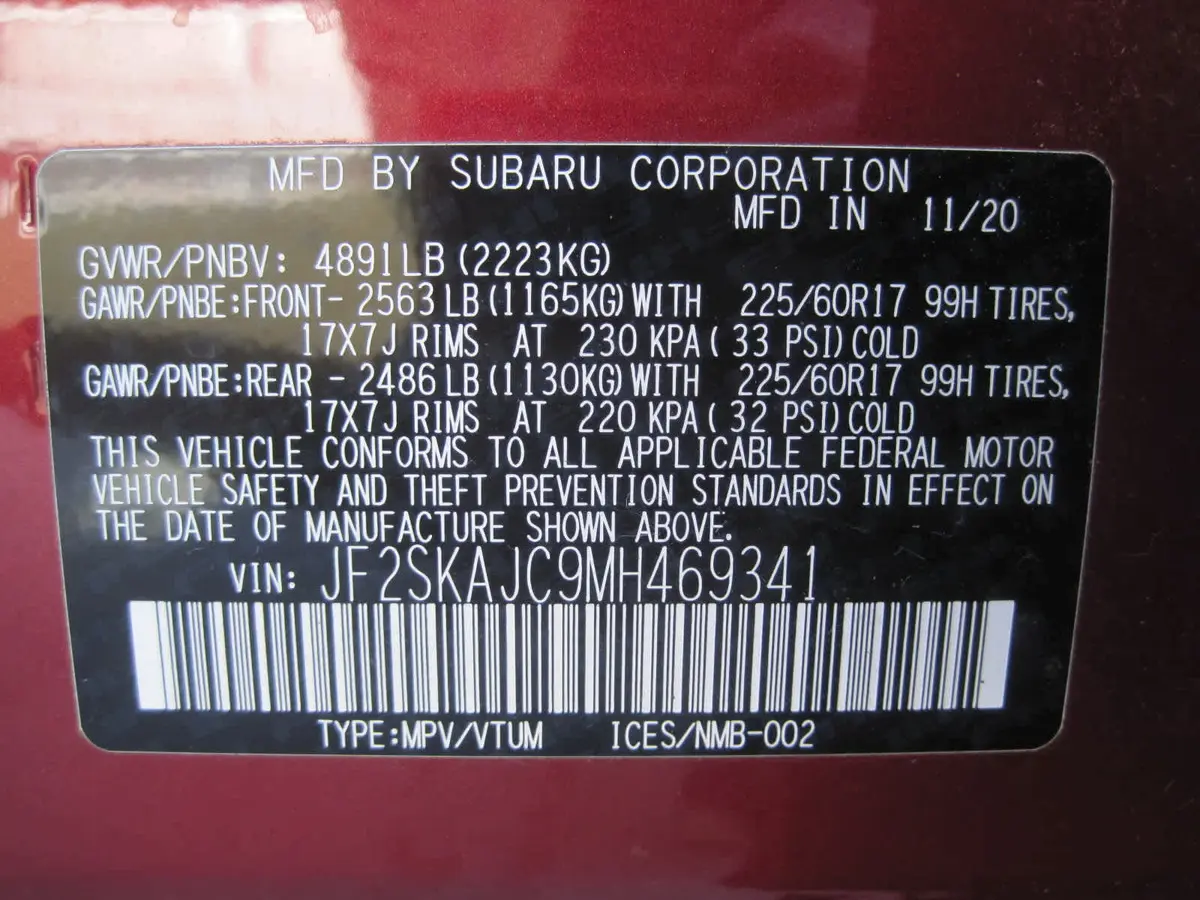 MFD BY SUBARU CORPORATION
MFD IN 11/20
GVWR/PNBV: 4891LB (2223KG)
GAWR/PNBE:FRONT- 2563 LB (1165KG) WITH 225/60R17 99H TIRES,
17X7J RIMS AT 230 KPA ( 33 PSI) COLD
GAWR/PNBE:REAR - 2486 LB (1130KG) WITH 225/60R17 99H TIRES,
17X7J RIMS AT 220 KPA ( 32 PSI) COLD
THIS VEHICLE CONFORMS TO ALL APPLICABLE FEDERAL MOTOR
VEHICLE SAFETY AND THEFT PREVENTION STANDARDS IN EFFECT ON
THE DATE OF MANUFACTURE SHOWN ABOVE.
VIN: JF2SKAJC9MH469341
TYPE:MPV/VTUM ICES/NMB-002